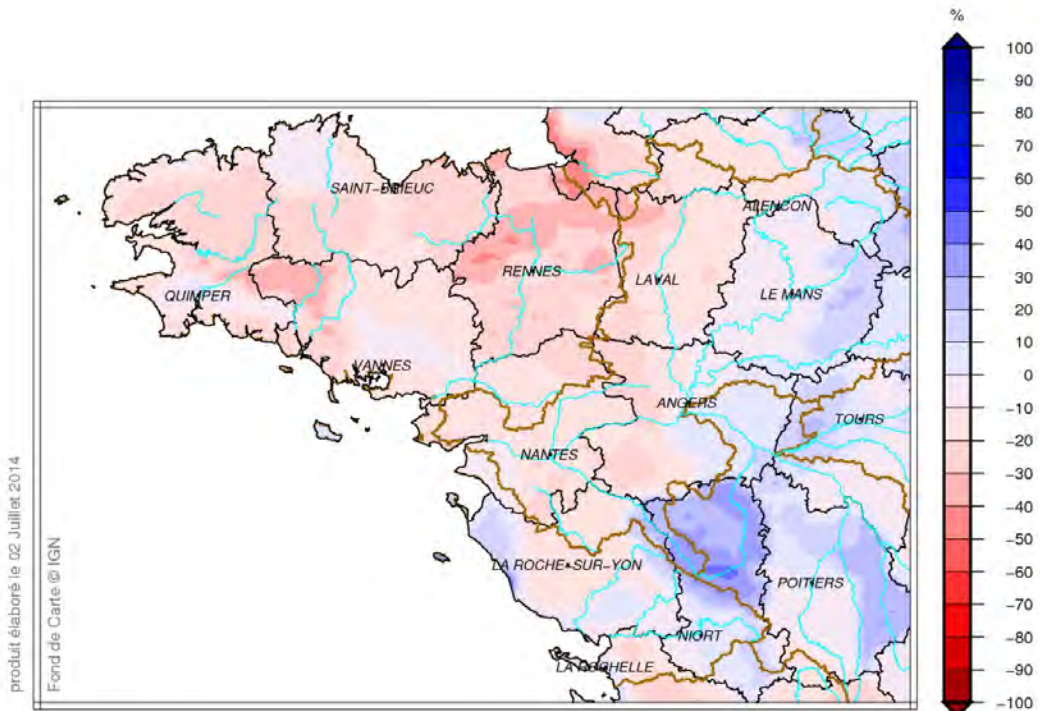 %
100
90
80
70
60
50
40
30
20
10
0
-10
-20
-30
-40
-50
-60
-70
-80
-90
-100
SAINT-BRIEUC
ALENCON
RENNES
LAVAL
LE MANS
QUIMPER
VANNES
ANGERS
TOURS
NANTES
LA ROCHE-SUR-YON
POITIERS
NIORT
LA ROCHELLE
produit élaboré le 02 Juillet 2014
Fond de Carte © IGN